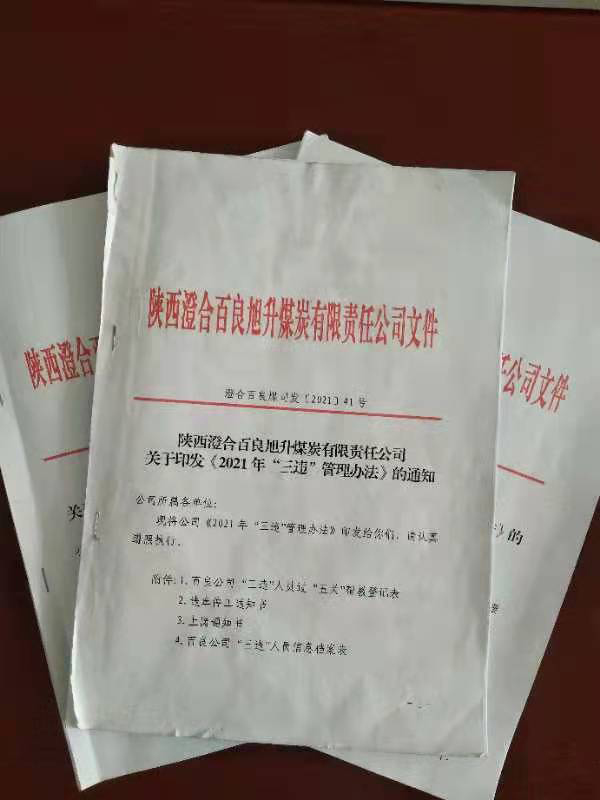 陕西澄合百良旭升煤炭有限责任公司文件
澄合百良煤司发〔2021〕41号
陕西澄合百良旭升煤炭有限责任公司
关于印发《2021年“三违”管理办法》的通知
公司所属各单位：
现将公司《2021年“三违”管理办法》印发给你们，请认真
遵照执行。
附件：1.百良公司“三违”人员过“五关”帮教登记表
2.违章停工通知书
3.上岗通知书
4.百良公司“三违”人员信息档案表
陕西澄合百
关
公司文件
》的